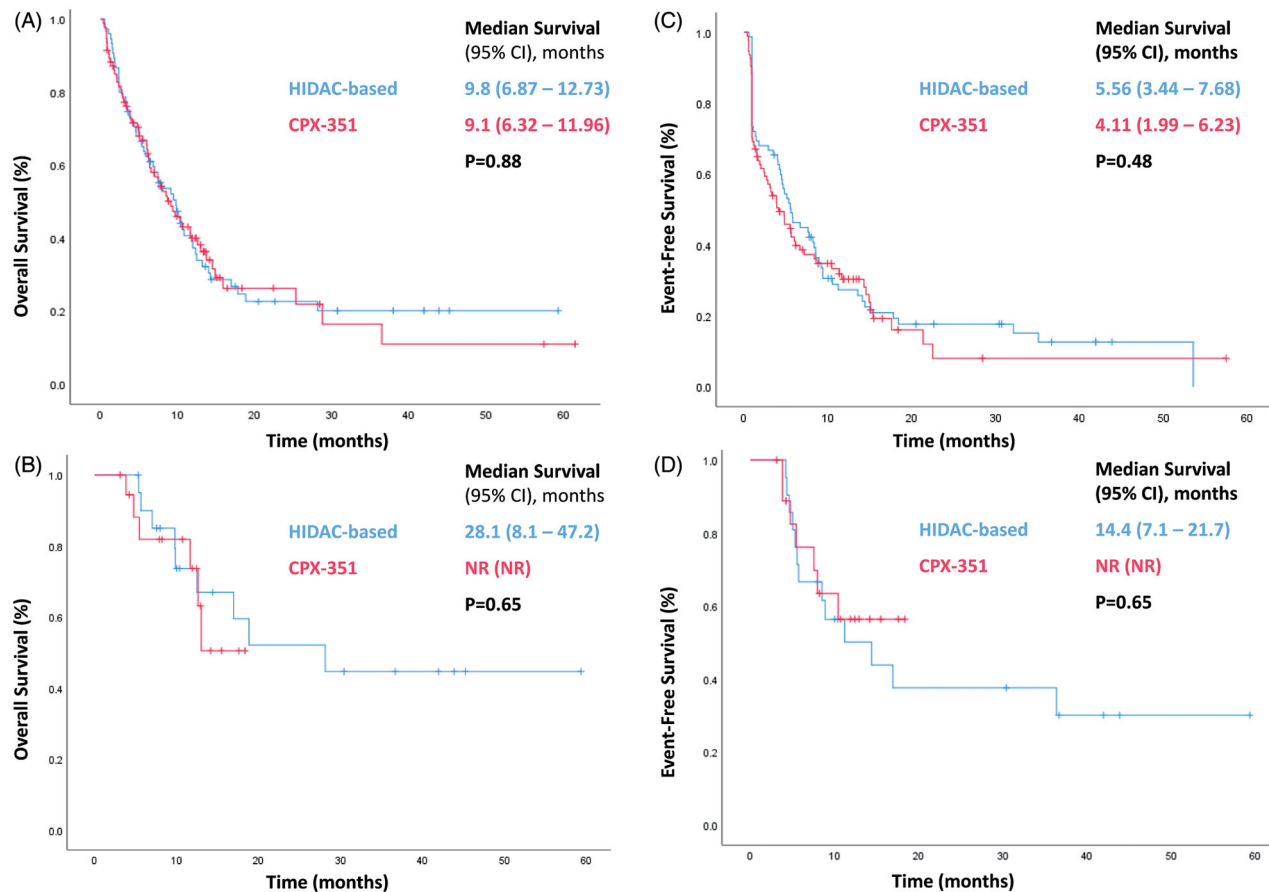 (A)
Median Survival
(95% CI), months
HIDAC-based 9.8 (6.87 – 12.73)
CPX-351 9.1 (6.32 – 11.96)
P=0.88
Overall Survival (%)
1.0
0.8
0.6
0.4
0.2
0.0
0 10 20 30 40 50 60
Time (months)
(C)
Median Survival
(95% CI), months
HIDAC-based 5.56 (3.44 – 7.68)
CPX-351 4.11 (1.99 – 6.23)
P=0.48
Event-Free Survival (%)
1.0
0.8
0.6
0.4
0.2
0.0
0 10 20 30 40 50 60
Time (months)
(B)
Median Survival
(95% CI), months
HIDAC-based 28.1 (8.1 – 47.2)
CPX-351 NR (NR)
P=0.65
Overall Survival (%)
1.0
0.8
0.6
0.4
0.2
0.0
0 10 20 30 40 50 60
Time (months)
(D)
Median Survival
(95% CI), months
HIDAC-based 14.4 (7.1 – 21.7)
CPX-351 NR (NR)
P=0.65
Event-Free Survival (%)
1.0
0.8
0.6
0.4
0.2
0.0
0 10 20 30 40 50 60
Time (months)